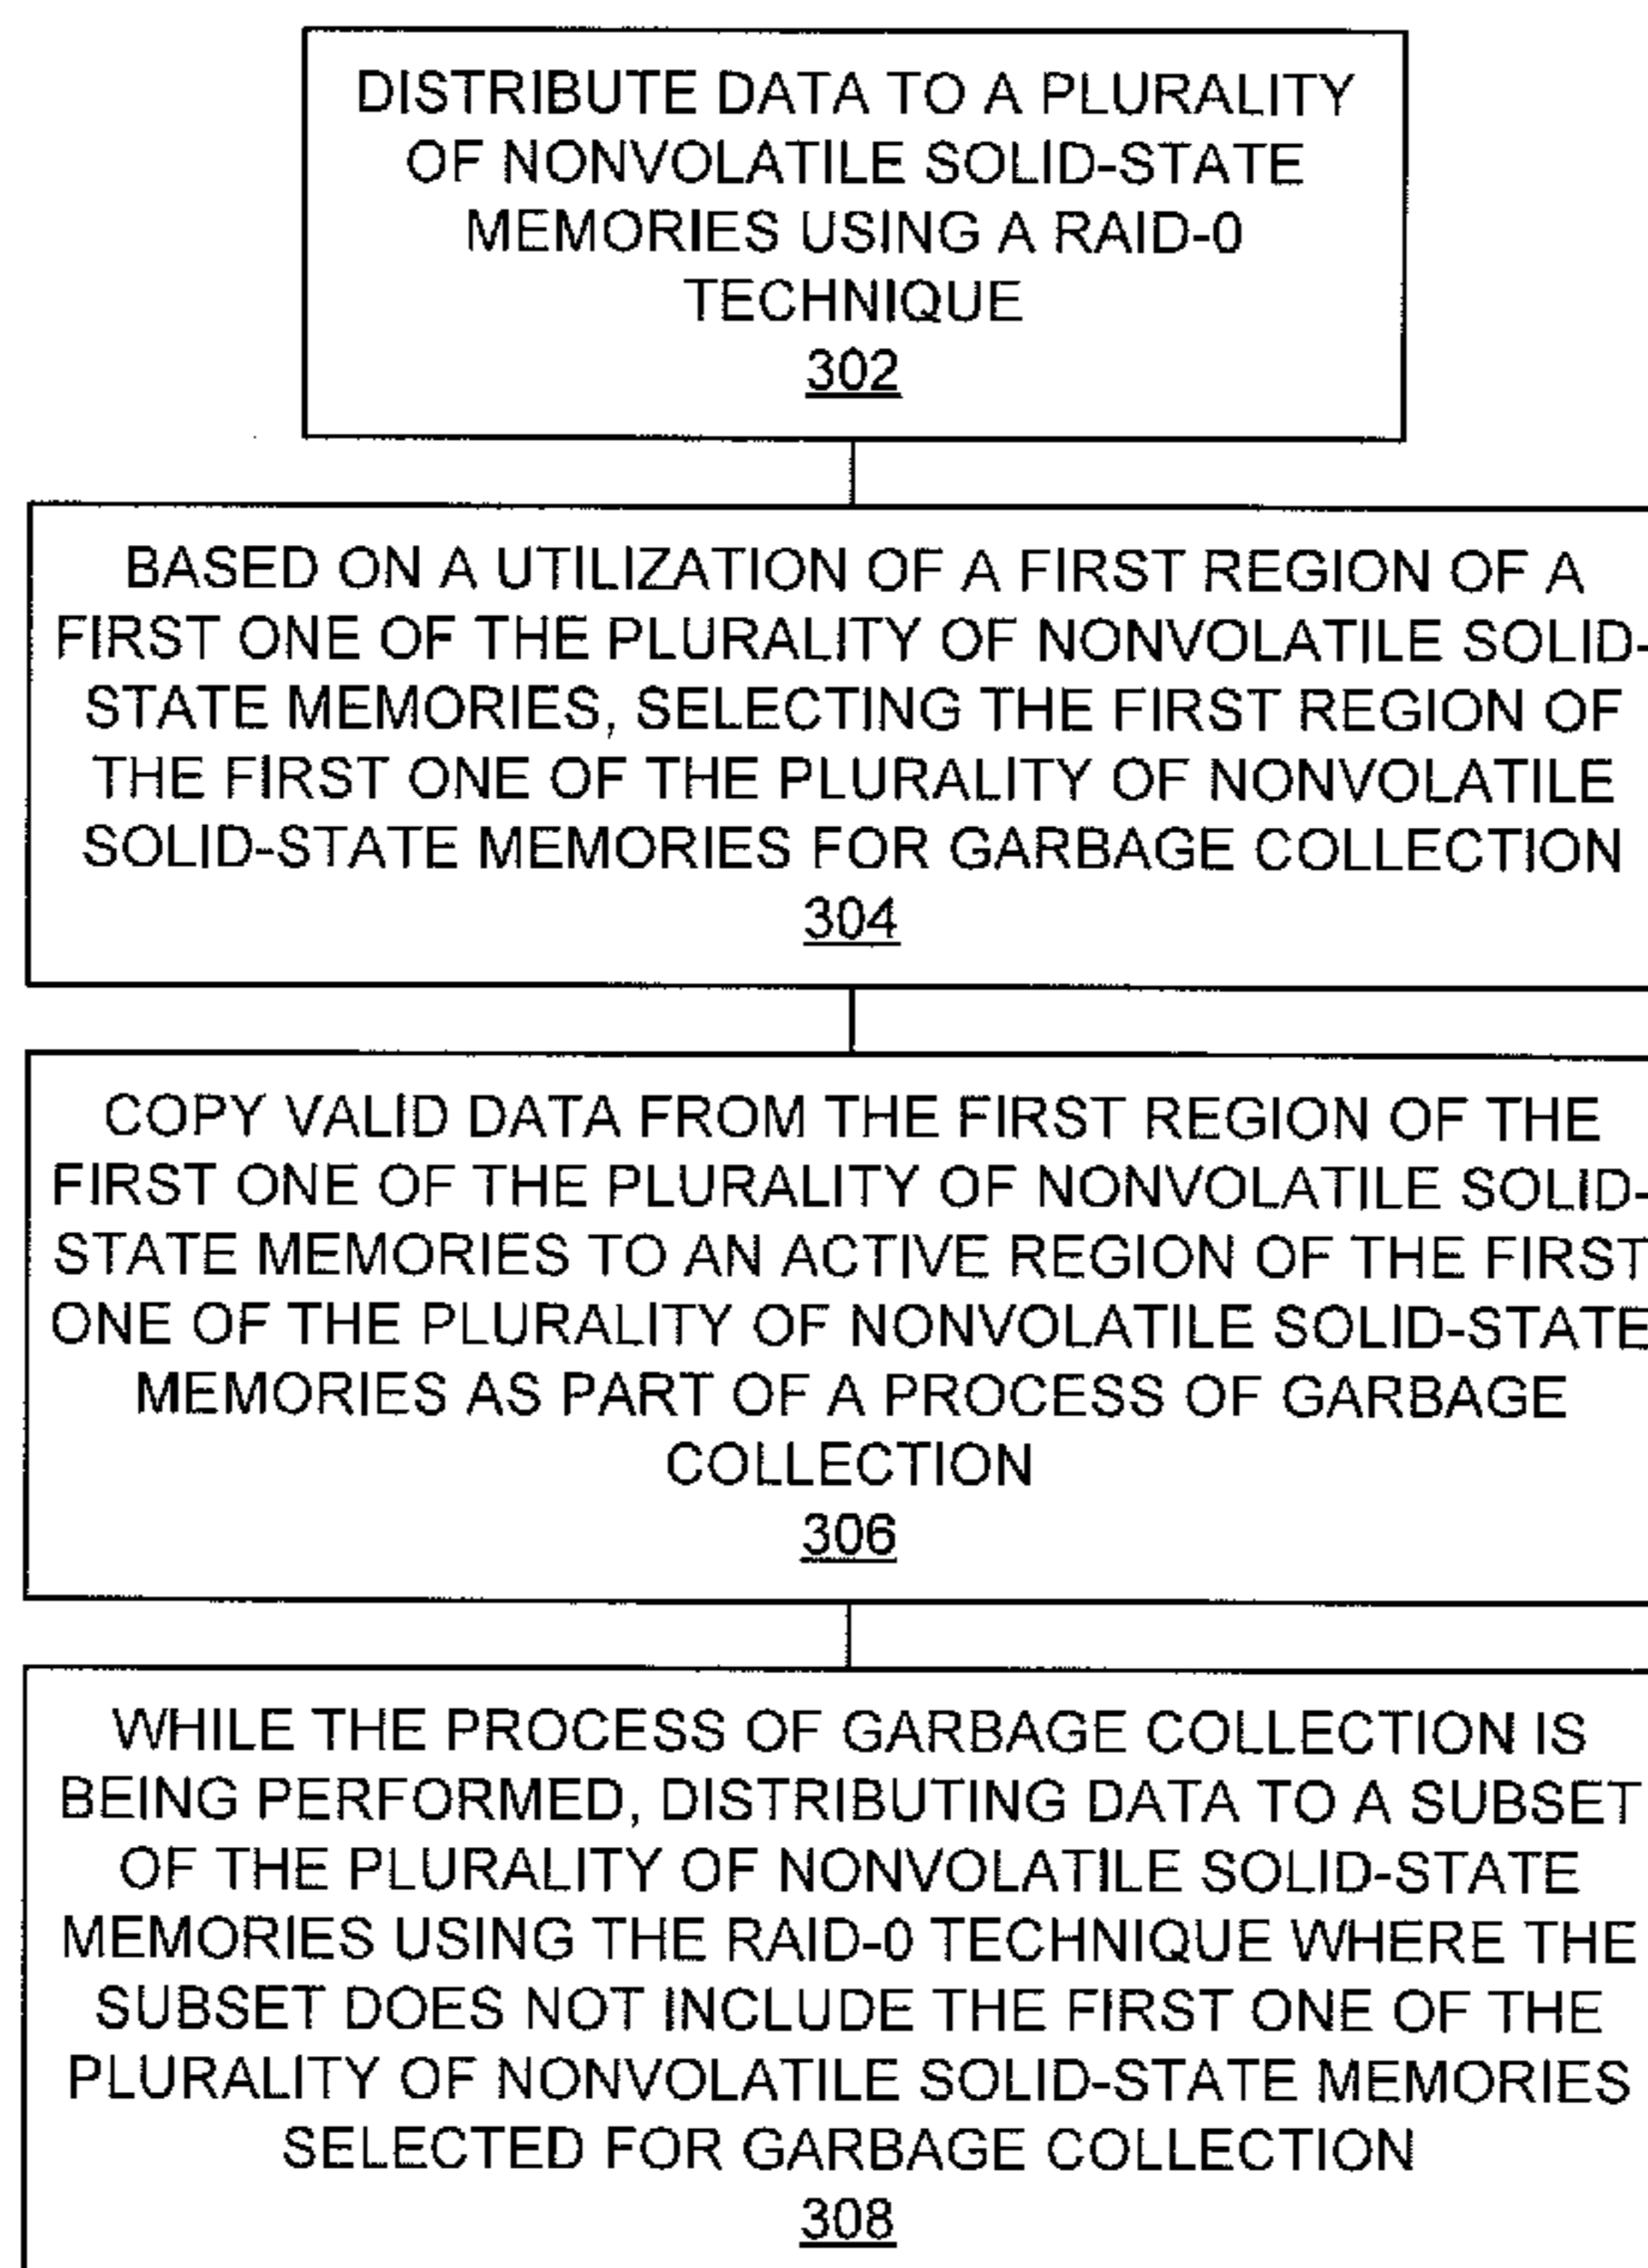 DISTRIBUTE DATA TO A PLURALITY
OF NONVOLATILE SOLID-STATE
MEMORIES USING A RAID-0
TECHNIQUE
302
BASED ON A UTILIZATION OF A FIRST REGION OF A
FIRST ONE OF THE PLURALITY OF NONVOLATILE SOLID-
STATE MEMORIES, SELECTING THE FIRST REGION OF
THE FIRST ONE OF THE PLURALITY OF NONVOLATILE
SOLID-STATE MEMORIES FOR GARBAGE COLLECTION
304
COPY VALID DATA FROM THE FIRST REGION OF THE
FIRST ONE OF THE PLURALITY OF NONVOLATILE SOLID-
STATE MEMORIES TO AN ACTIVE REGION OF THE FIRST
ONE OF THE PLURALITY OF NONVOLATILE SOLID-STATE
MEMORIES AS PART OF A PROCESS OF GARBAGE
COLLECTION
306
WHILE THE PROCESS OF GARBAGE COLLECTION IS
BEING PERFORMED, DISTRIBUTING DATA TO A SUBSET
OF THE PLURALITY OF NONVOLATILE SOLID-STATE
MEMORIES USING THE RAID-0 TECHNIQUE WHERE THE
SUBSET DOES NOT INCLUDE THE FIRST ONE OF THE
PLURALITY OF NONVOLATILE SOLID-STATE MEMORIES
SELECTED FOR GARBAGE COLLECTION
308